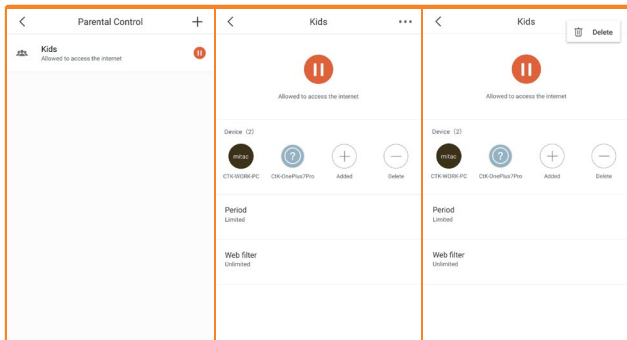 Parental Control
Kids
Allowed to access the internet
Kids
Allowed to access the internet
Device (2)
mitac
CTK-WORK-PC
?
CtK-OnePlus7Pro
Added
Delete
Period
Limited
Web filter
Unlimited
Kids
Delete
Allowed to access the internet
Device (2)
mitac
CTK-WORK-PC
?
CtK-OnePlus7Pro
Added
Delete
Period
Limited
Web filter
Unlimited